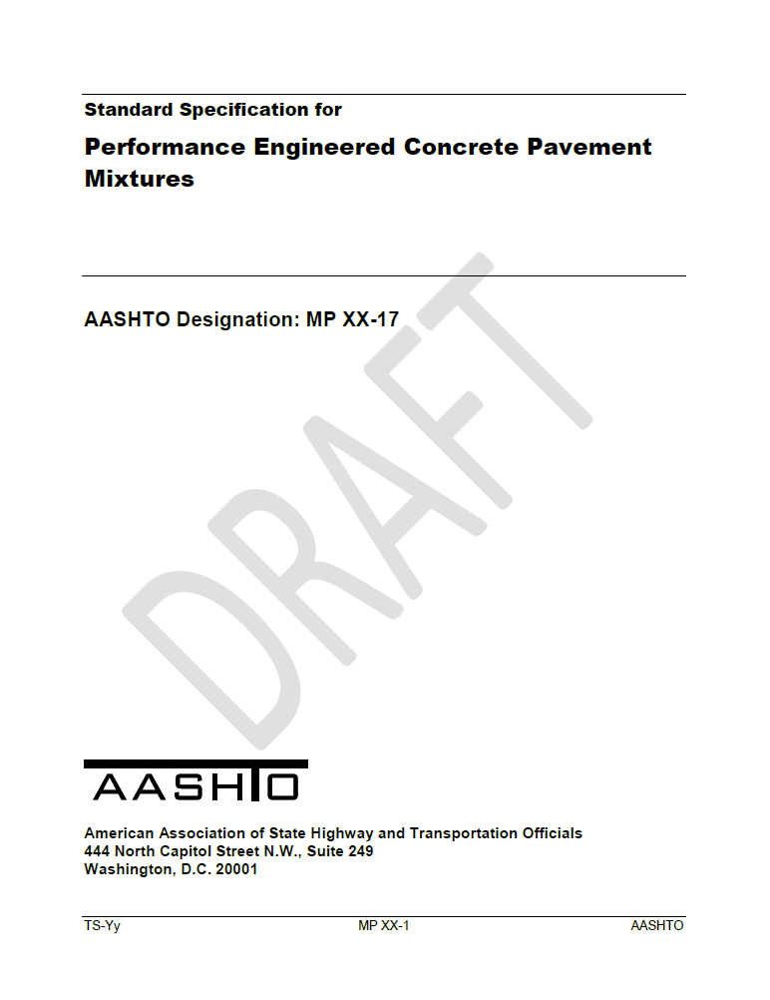 Standard Specification for
Performance Engineered Concrete Pavement
Mixtures
AASHTO Designation: MP XX-17
DRAFT
AASHTO
American Association of State Highway and Transportation Officials
444 North Capitol Street N.W., Suite 249
Washington, D.C. 20001
TS-Yy MP XX-1 AASHTO